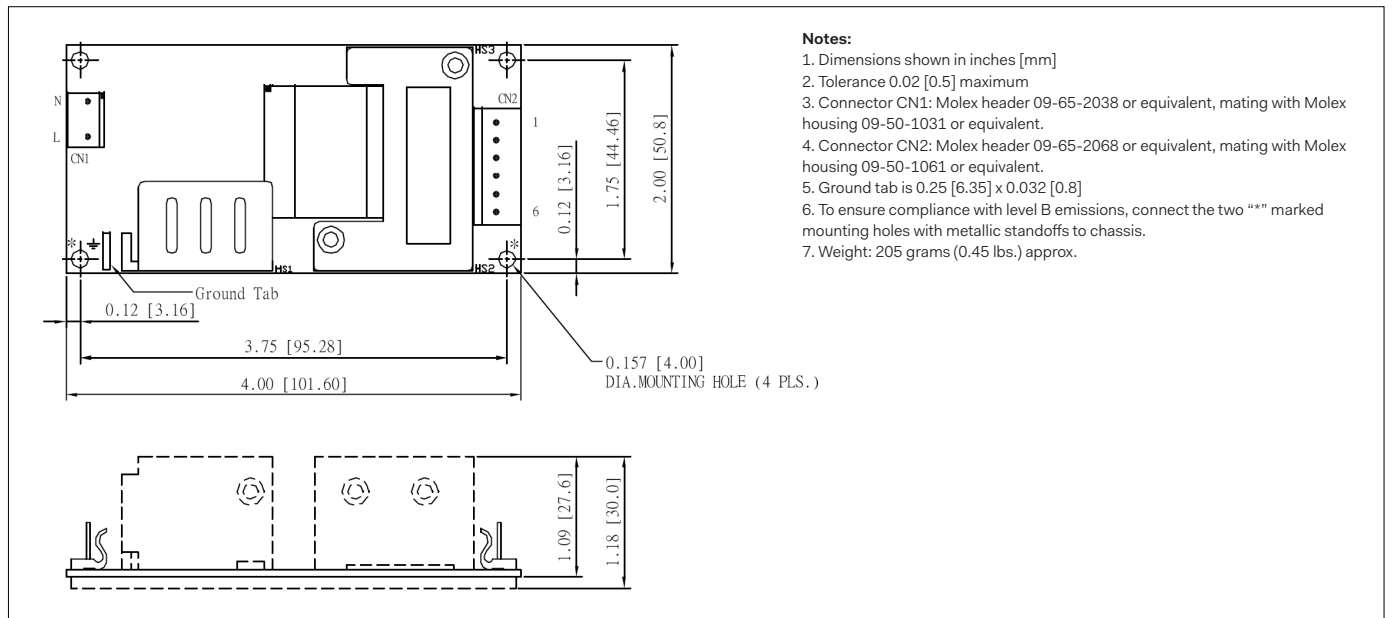 HS3
N
L
CN1
CN2
1
6
0.12 [3.16]
1.75 [44.46]
2.00 [50.8]
*
*
HS1
HS2
Ground Tab
0.12 [3.16]
3.75 [95.28]
4.00 [101.60]
0.157 [4.00]
DIA.MOUNTING HOLE (4 PLS.)
1.09 [27.6]
1.18 [30.0]
Notes:
1. Dimensions shown in inches [mm]
2. Tolerance 0.02 [0.5] maximum
3. Connector CN1: Molex header 09-65-2038 or equivalent, mating with Molex
housing 09-50-1031 or equivalent.
4. Connector CN2: Molex header 09-65-2068 or equivalent, mating with Molex
housing 09-50-1061 or equivalent.
5. Ground tab is 0.25 [6.35] x 0.032 [0.8]
6. To ensure compliance with level B emissions, connect the two “*” marked
mounting holes with metallic standoffs to chassis.
7. Weight: 205 grams (0.45 lbs.) approx.